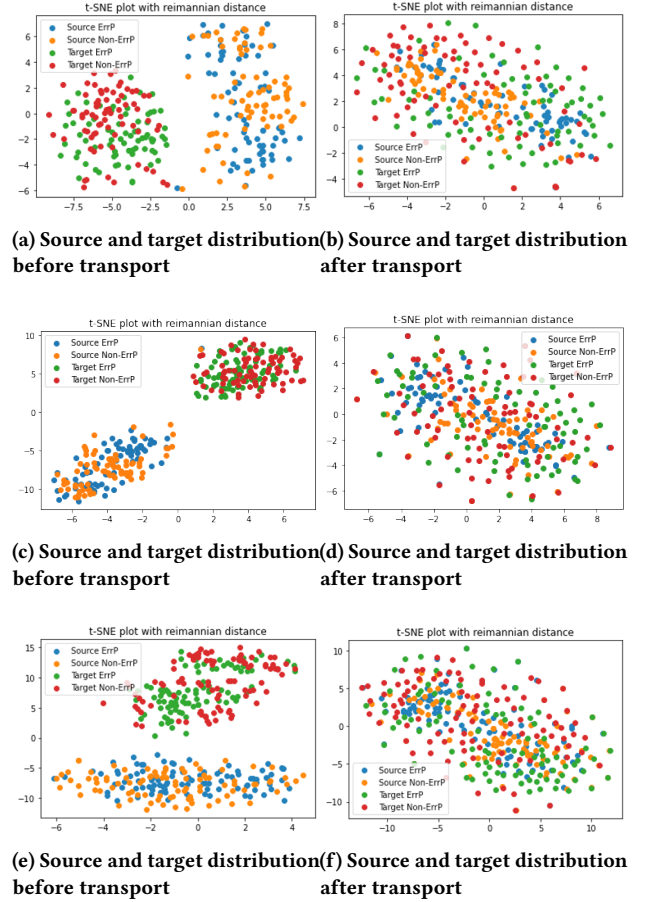 t-SNE plot with reimannian distance
Source ErrP
Source Non-ErrP
Target ErrP
Target Non-ErrP
6
4
2
0
−2
−4
−6
−7.5 −5.0 −2.5 0.0 2.5 5.0 7.5
t-SNE plot with reimannian distance
8
6
4
2
0
−2
−4
Source ErrP
Source Non-ErrP
Target ErrP
Target Non-ErrP
−6 −4 −2 0 2 4 6
(a) Source and target distribution
before transport
(b) Source and target distribution
after transport
t-SNE plot with reimannian distance
Source ErrP
Source Non-ErrP
Target ErrP
Target Non-ErrP
10
5
0
−5
−10
−6 −4 −2 0 2 4 6
t-SNE plot with reimannian distance
Source ErrP
Source Non-ErrP
Target ErrP
Target Non-ErrP
6
4
2
0
−2
−4
−6
−6 −4 −2 0 2 4 6 8
(c) Source and target distribution
before transport
(d) Source and target distribution
after transport
t-SNE plot with reimannian distance
Source ErrP
Source Non-ErrP
Target ErrP
Target Non-ErrP
15
10
5
0
−5
−10
−6 −4 −2 0 2 4
t-SNE plot with reimannian distance
10
5
0
−5
−10
Source ErrP
Source Non-ErrP
Target ErrP
Target Non-ErrP
−10 −5 0 5 10
(e) Source and target distribution
before transport
(f) Source and target distribution
after transport